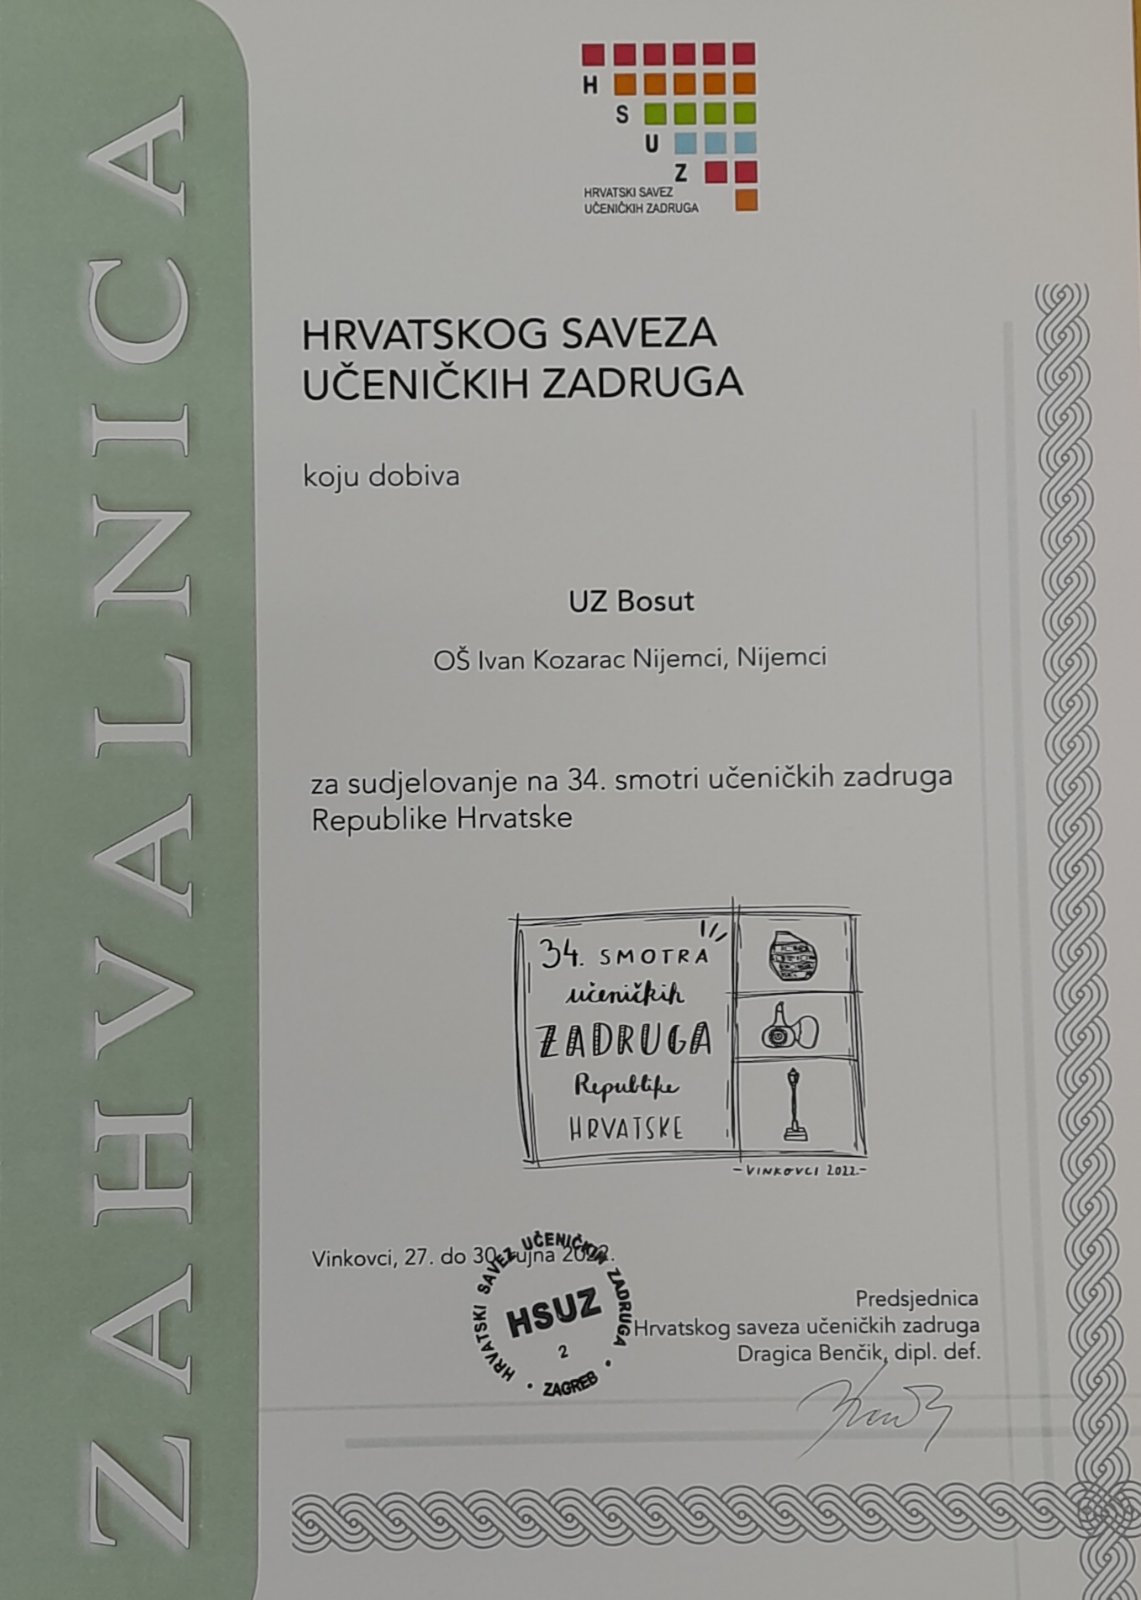 ZAHVALNICA
H
S
U
Z
HRVATSKI SAVEZ
UČENIČKIH ZADRUGA
HRVATSKOG SAVEZA
UČENIČKIH ZADRUGA
koju dobiva
UZ Bosut
OŠ Ivan Kozarac Nijemci, Nijemci
za sudjelovanje na 34. smotri učeničkih zadruga
Republike Hrvatske
34. SMOTRA
učeničkih
ZADRUGA
Republike
HRVATSKE
-VINKOVCI 2022.-
Vinkovci, 27. do 30. rujna 2022.
HRVATSKI SAVEZ UČENIČKIH ZADRUGA
HSUZ
2
• ZAGREB •
Predsjednica
Hrvatskog saveza učeničkih zadruga
Dragica Benčik, dipl. def.